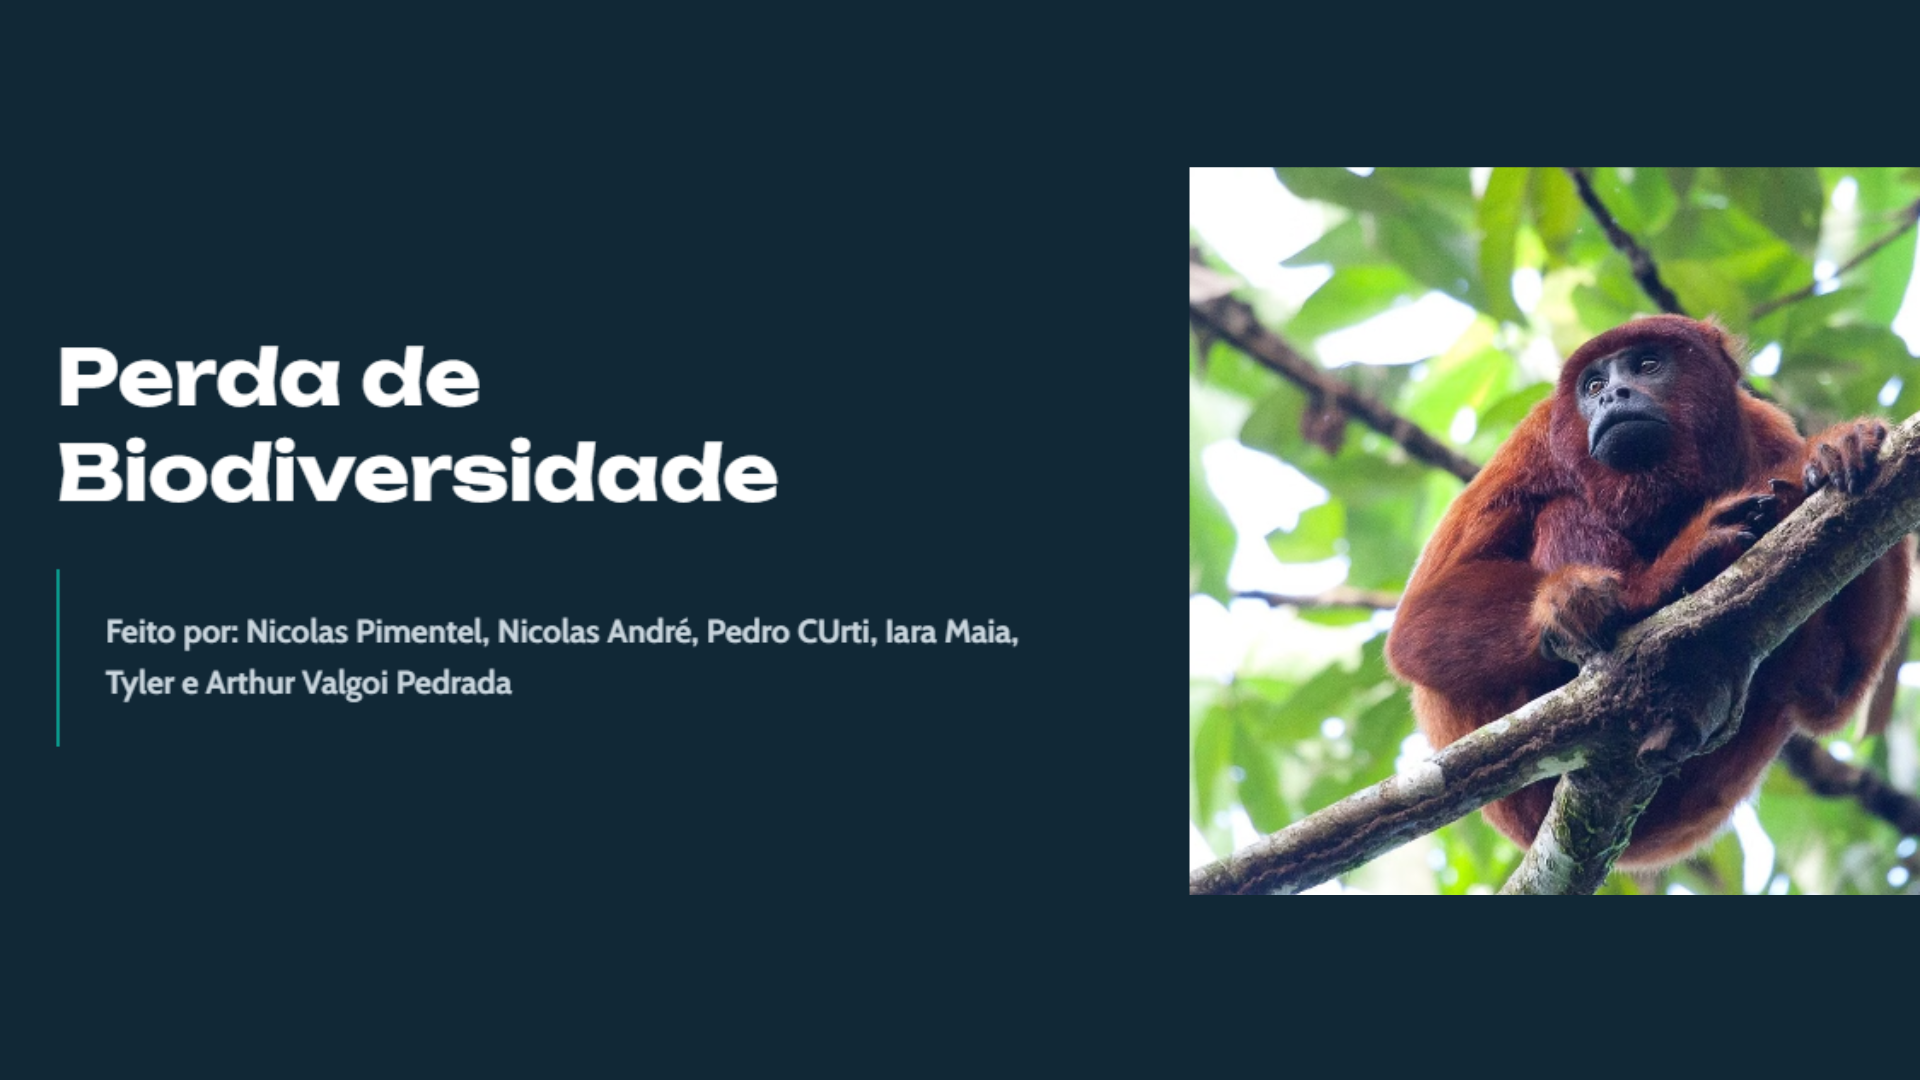 Perda de
Biodiversidade
Feito por: Nicolas Pimentel, Nicolas André, Pedro CUrti, Iara Maia,
Tyler e Arthur Valgoi Pedrada